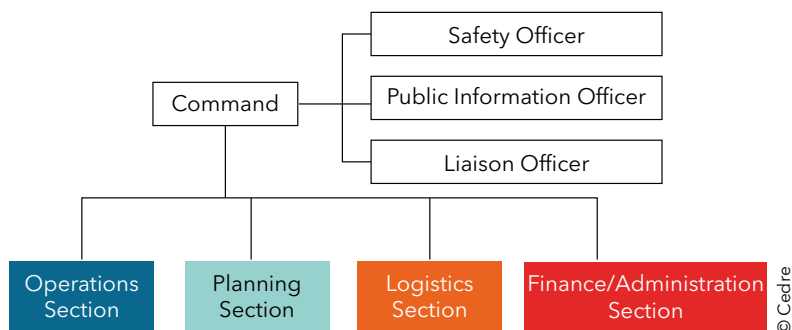 Safety Officer
Command
Public Information Officer
Liaison Officer
Operations
Section
Planning
Section
Logistics
Section
Finance/Administration
Section
© Cedre